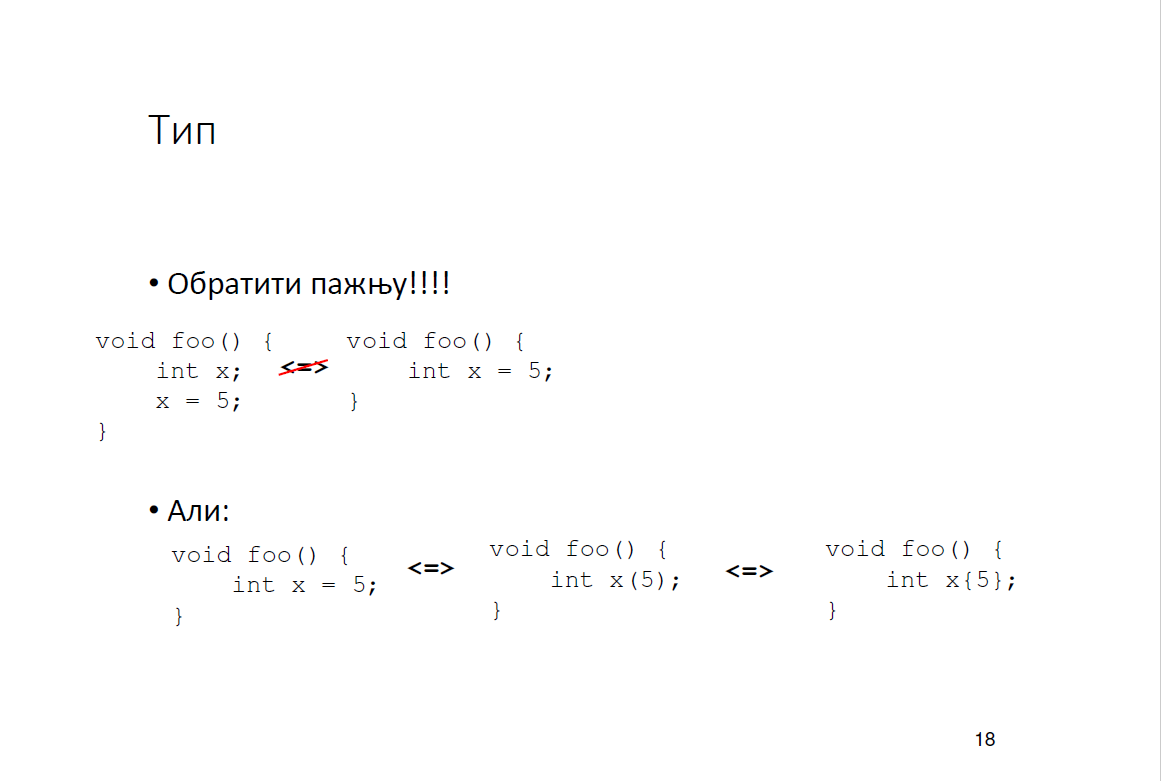 Тип
• Обратити пажњу!!!!
void foo() {
    int x;
    x = 5;
}
<=>
void foo() {
    int x = 5;
}
• Али:
void foo() {
    int x = 5;
}
<=>
void foo() {
    int x(5);
}
<=>
void foo() {
    int x{5};
}
18